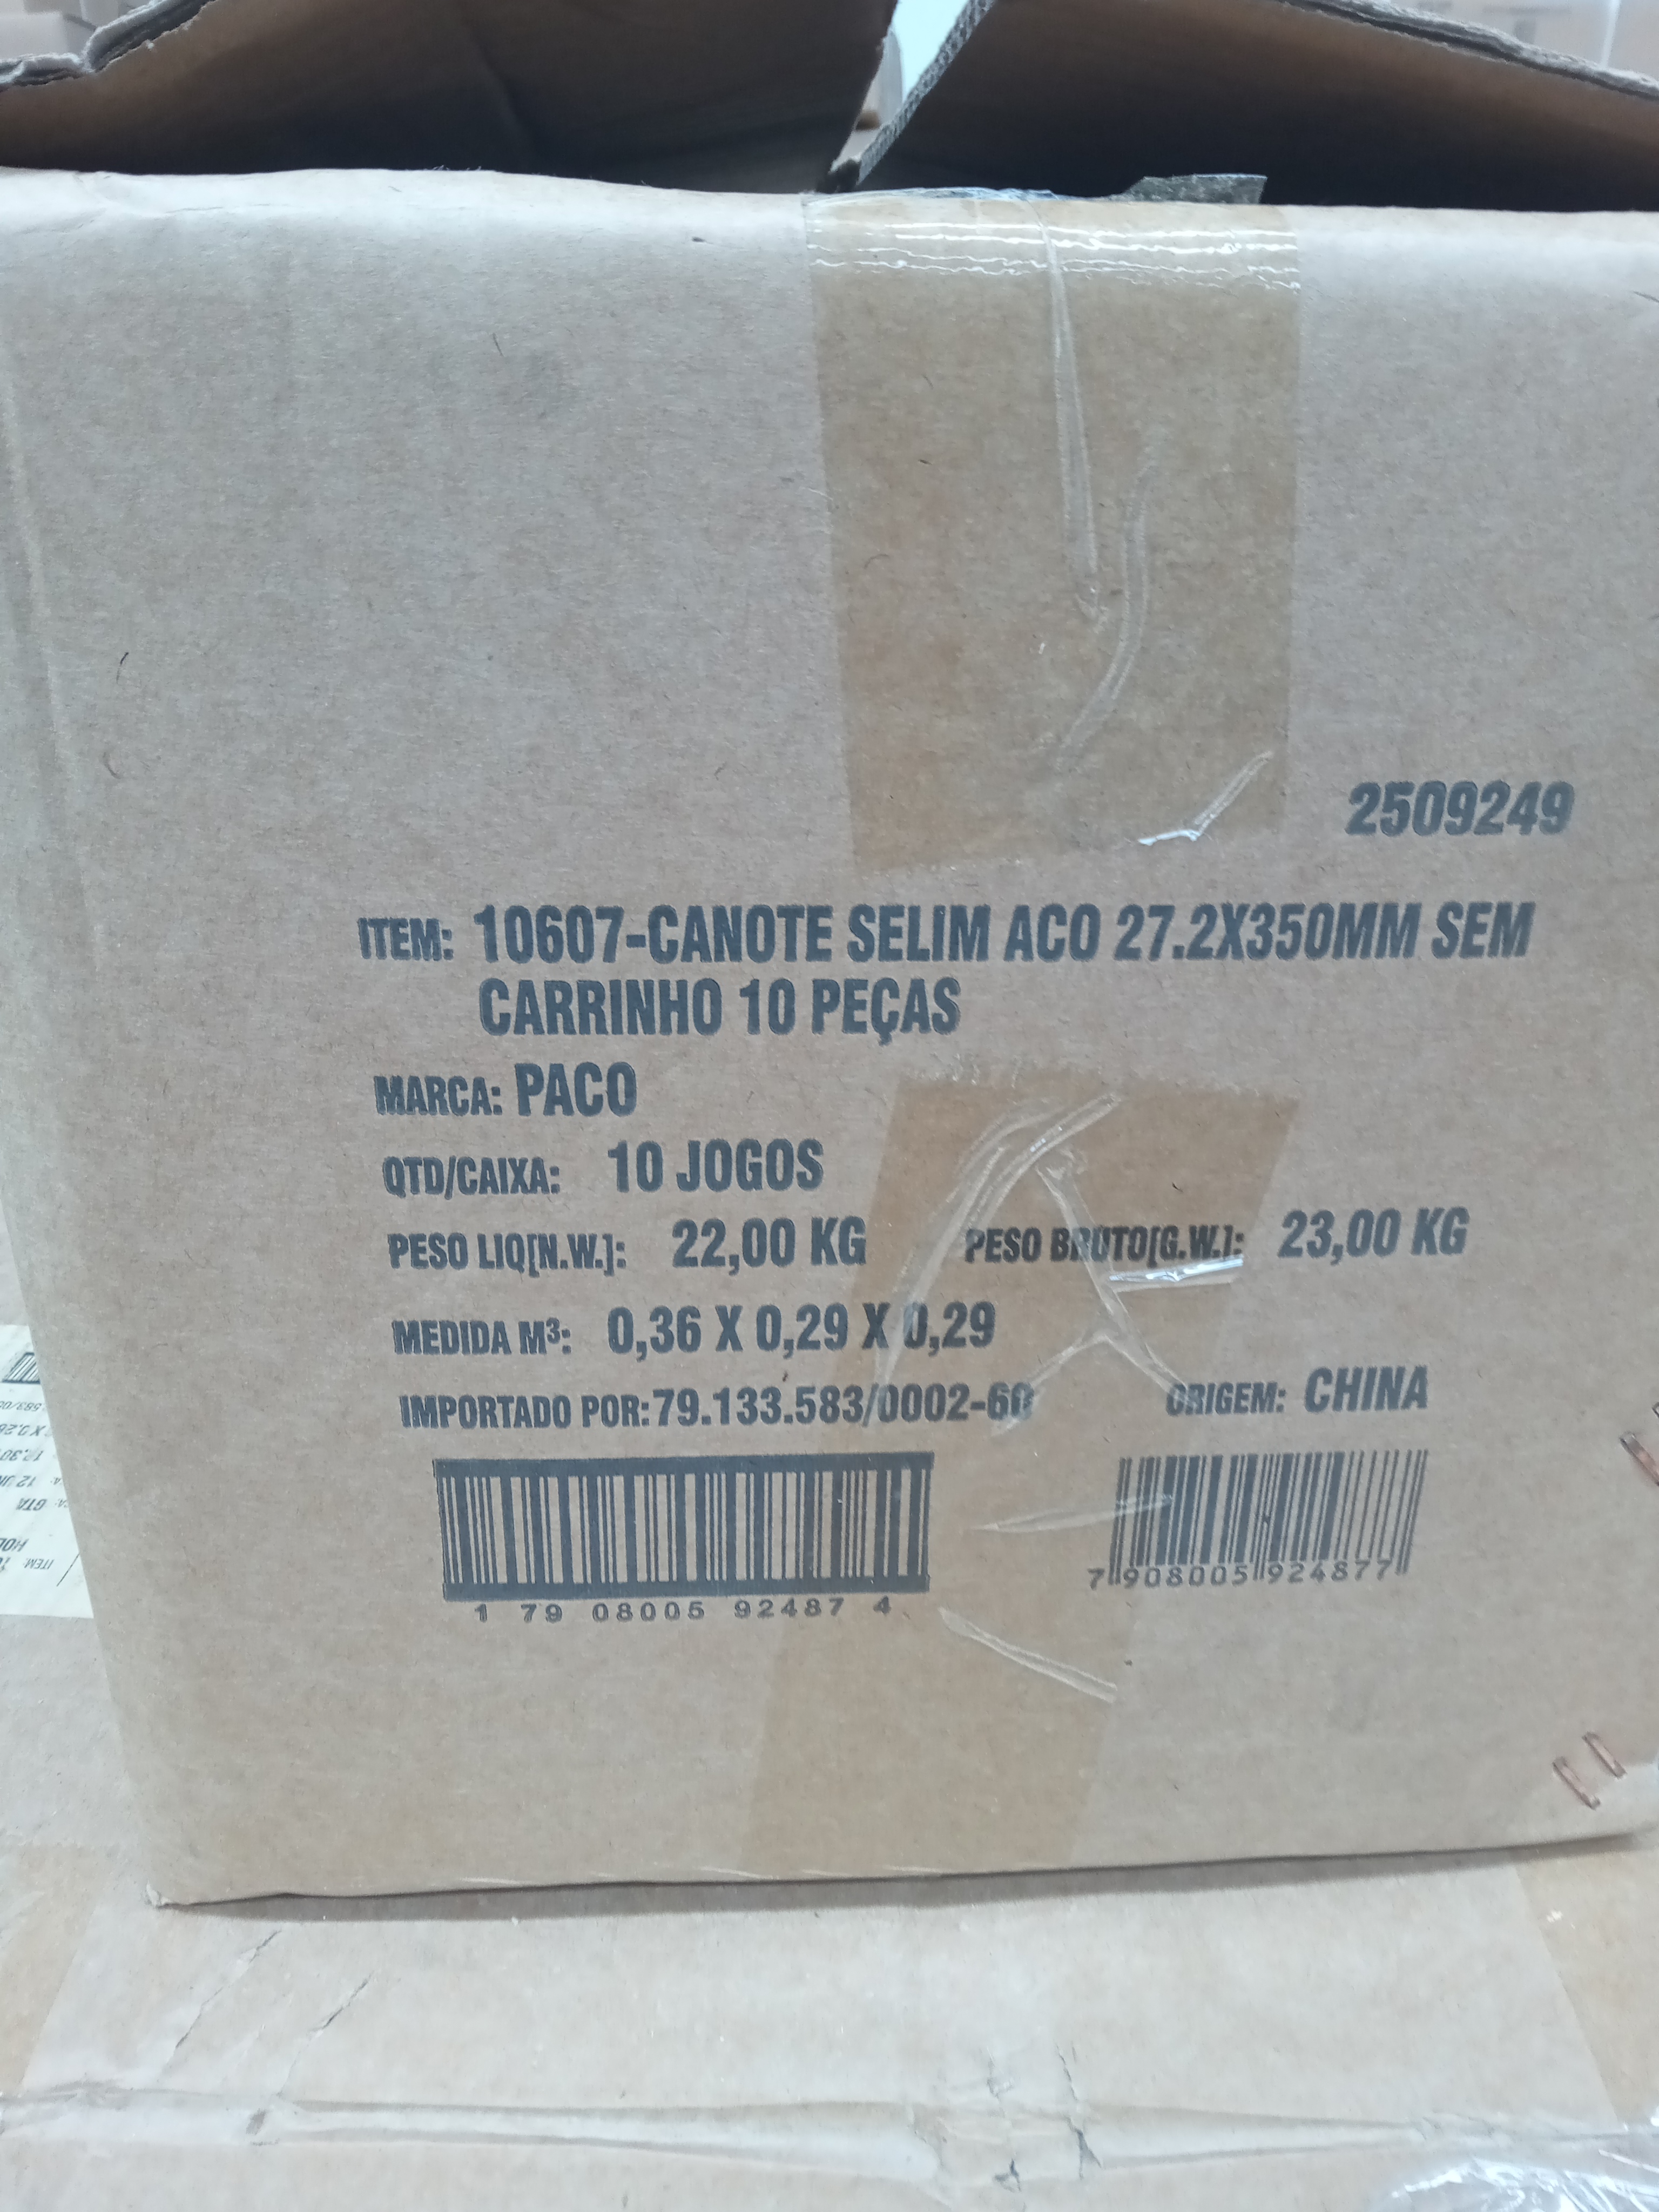 2509249
ITEM: 10607-CANOTE SELIM ACO 27.2X350MM SEM
CARRINHO 10 PEÇAS
MARCA: PACO
QTD/CAIXA: 10 JOGOS
PESO LIQ[N.W.]: 22,00 KG PESO BRUTO[G.W.]: 23,00 KG
MEDIDA M³: 0,36 X 0,29 X 0,29
IMPORTADO POR:79.133.583/0002-60 ORIGEM: CHINA
1 79 08005 92487 4
7 908005 924877
GTA
ITEM: